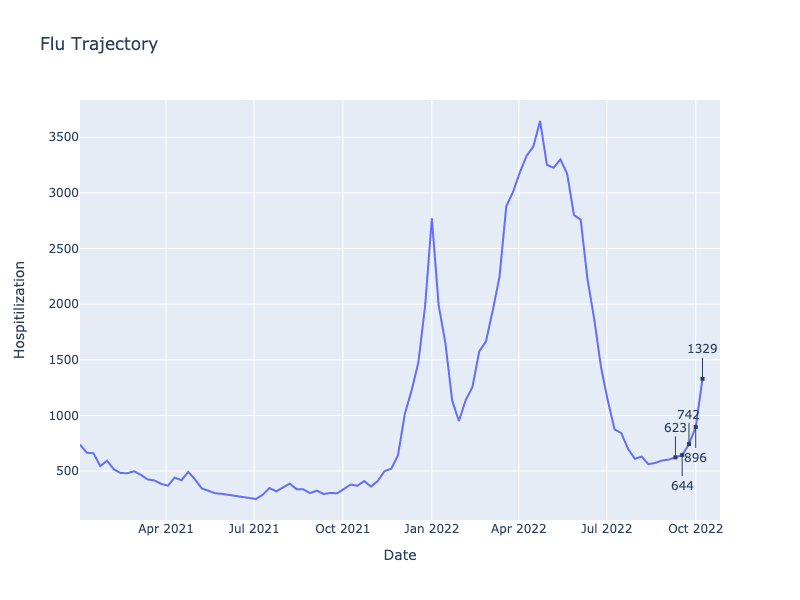 Flu Trajectory
Hospitilization
3500
3000
2500
2000
1500
1000
500
1329
742
623
896
644
Apr 2021
Jul 2021
Oct 2021
Jan 2022
Apr 2022
Jul 2022
Oct 2022
Date